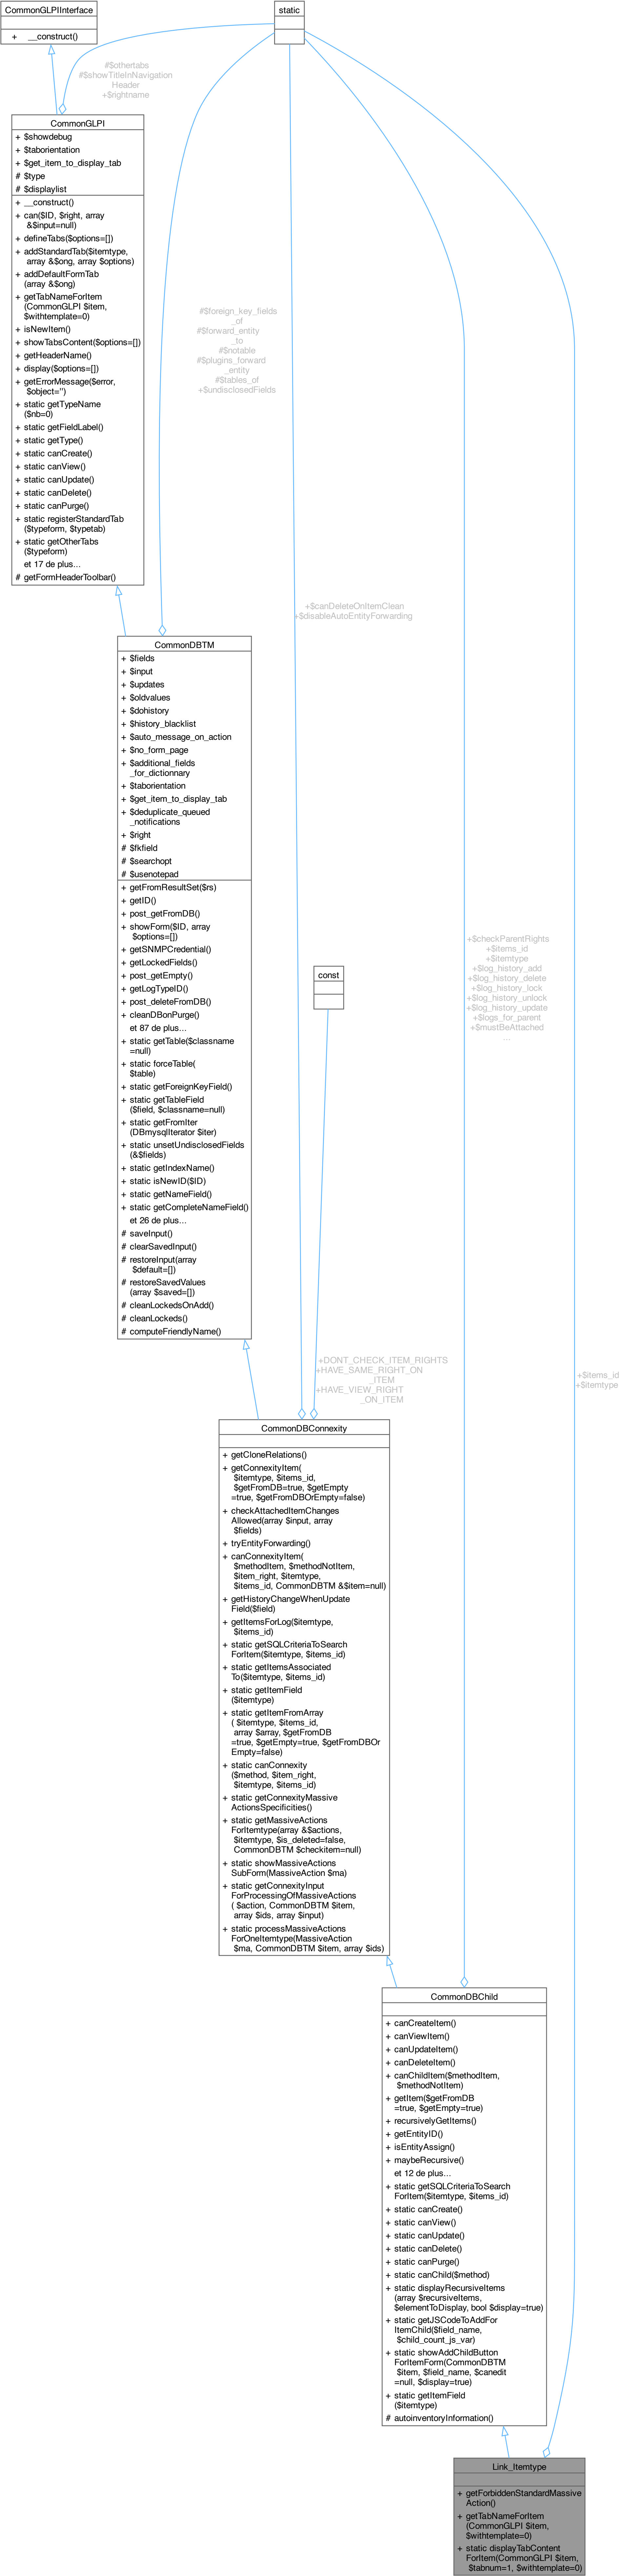 CommonGLPIInterface
+ __construct()
static
#$othertabs
#$showTitleInNavigation
Header
+$rightname
CommonGLPI
+ $showdebug
+ $taborientation
+ $get_item_to_display_tab
# $type
# $displaylist
+ __construct()
+ can($ID, $right, array
&$input=null)
+ defineTabs($options=[])
+ addStandardTab($itemtype,
array &$ong, array $options)
+ addDefaultFormTab
(array &$ong)
+ getTabNameForItem
(CommonGLPI $item,
$withtemplate=0)
+ isNewItem()
+ showTabsContent($options=[])
+ getHeaderName()
+ display($options=[])
+ getErrorMessage($error,
$object='')
+ static getTypeName
($nb=0)
+ static getFieldLabel()
+ static getType()
+ static canCreate()
+ static canView()
+ static canUpdate()
+ static canDelete()
+ static canPurge()
+ static registerStandardTab
($typeform, $typetab)
+ static getOtherTabs
($typeform)
et 17 de plus...
# getFormHeaderToolbar()
#$foreign_key_fields
_of
#$forward_entity
_to
#$notable
#$plugins_forward
_entity
#$tables_of
+$undisclosedFields
+$canDeleteOnItemClean
+$disableAutoEntityForwarding
CommonDBTM
+ $fields
+ $input
+ $updates
+ $oldvalues
+ $dohistory
+ $history_blacklist
+ $auto_message_on_action
+ $no_form_page
+ $additional_fields
_for_dictionnary
+ $taborientation
+ $get_item_to_display_tab
+ $deduplicate_queued
_notifications
+ $right
# $fkfield
# $searchopt
# $usenotepad
+ getFromResultSet($rs)
+ getID()
+ post_getFromDB()
+ showForm($ID, array
$options=[])
+ getSNMPCredential()
+ getLockedFields()
+ post_getEmpty()
+ getLogTypeID()
+ post_deleteFromDB()
+ cleanDBonPurge()
et 87 de plus...
+ static getTable($classname
=null)
+ static forceTable(
$table)
+ static getForeignKeyField()
+ static getTableField
($field, $classname=null)
+ static getFromIter
(DBmysqlIterator $iter)
+ static unsetUndisclosedFields
(&$fields)
+ static getIndexName()
+ static isNewID($ID)
+ static getNameField()
+ static getCompleteNameField()
et 26 de plus...
# saveInput()
# clearSavedInput()
# restoreInput(array
$default=[])
# restoreSavedValues
(array $saved=[])
# cleanLockedsOnAdd()
# cleanLockeds()
# computeFriendlyName()
const
+$checkParentRights
+$items_id
+$itemtype
+$log_history_add
+$log_history_delete
+$log_history_lock
+$log_history_unlock
+$log_history_update
+$logs_for_parent
+$mustBeAttached
...
+DONT_CHECK_ITEM_RIGHTS
+HAVE_SAME_RIGHT_ON
_ITEM
+HAVE_VIEW_RIGHT
_ON_ITEM
+$items_id
+$itemtype
CommonDBConnexity
+ getCloneRelations()
+ getConnexityItem(
$itemtype, $items_id,
$getFromDB=true, $getEmpty
=true, $getFromDBOrEmpty=false)
+ checkAttachedItemChanges
Allowed(array $input, array
$fields)
+ tryEntityForwarding()
+ canConnexityItem(
$methodItem, $methodNotItem,
$item_right, $itemtype,
$items_id, CommonDBTM &$item=null)
+ getHistoryChangeWhenUpdate
Field($field)
+ getItemsForLog($itemtype,
$items_id)
+ static getSQLCriteriaToSearch
ForItem($itemtype, $items_id)
+ static getItemsAssociated
To($itemtype, $items_id)
+ static getItemField
($itemtype)
+ static getItemFromArray
( $itemtype, $items_id,
array $array, $getFromDB
=true, $getEmpty=true, $getFromDBOr
Empty=false)
+ static canConnexity
($method, $item_right,
$itemtype, $items_id)
+ static getConnexityMassive
ActionsSpecificities()
+ static getMassiveActions
ForItemtype(array &$actions,
$itemtype, $is_deleted=false,
CommonDBTM $checkitem=null)
+ static showMassiveActions
SubForm(MassiveAction $ma)
+ static getConnexityInput
ForProcessingOfMassiveActions
( $action, CommonDBTM $item,
array $ids, array $input)
+ static processMassiveActions
ForOneItemtype(MassiveAction
$ma, CommonDBTM $item, array $ids)
CommonDBChild
+ canCreateItem()
+ canViewItem()
+ canUpdateItem()
+ canDeleteItem()
+ canChildItem($methodItem,
$methodNotItem)
+ getItem($getFromDB
=true, $getEmpty=true)
+ recursivelyGetItems()
+ getEntityID()
+ isEntityAssign()
+ maybeRecursive()
et 12 de plus...
+ static getSQLCriteriaToSearch
ForItem($itemtype, $items_id)
+ static canCreate()
+ static canView()
+ static canUpdate()
+ static canDelete()
+ static canPurge()
+ static canChild($method)
+ static displayRecursiveItems
(array $recursiveItems,
$elementToDisplay, bool $display=true)
+ static getJSCodeToAddFor
ItemChild($field_name,
$child_count_js_var)
+ static showAddChildButton
ForItemForm(CommonDBTM
$item, $field_name, $canedit
=null, $display=true)
+ static getItemField
($itemtype)
# autoinventoryInformation()
Link_Itemtype
+ getForbiddenStandardMassive
Action()
+ getTabNameForItem
(CommonGLPI $item,
$withtemplate=0)
+ static displayTabContent
ForItem(CommonGLPI $item,
$tabnum=1, $withtemplate=0)